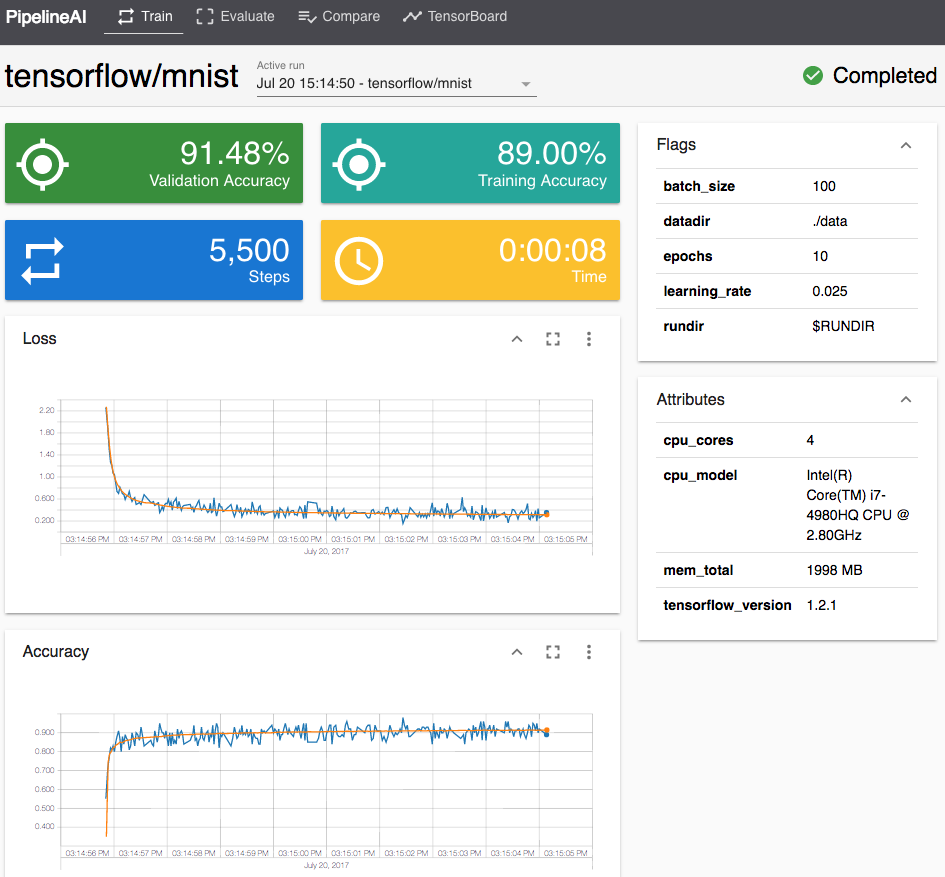 PipelineAI Train Evaluate Compare TensorBoard
tensorflow/mnist
Active run
Jul 20 15:14:50 - tensorflow/mnist
Completed
91.48%
Validation Accuracy
89.00%
Training Accuracy
5,500
Steps
0:00:08
Time
Loss
2.20
1.80
1.40
1.00
0.600
0.200
03:14:56 PM 03:14:57 PM 03:14:58 PM 03:14:59 PM 03:15:00 PM 03:15:01 PM 03:15:02 PM 03:15:03 PM 03:15:04 PM 03:15:05 PM
July 20, 2017
Accuracy
0.900
0.800
0.700
0.600
0.500
0.400
03:14:56 PM 03:14:57 PM 03:14:58 PM 03:14:59 PM 03:15:00 PM 03:15:01 PM 03:15:02 PM 03:15:03 PM 03:15:04 PM 03:15:05 PM
July 20, 2017
Flags
batch_size 100
datadir ./data
epochs 10
learning_rate 0.025
rundir $RUNDIR
Attributes
cpu_cores 4
cpu_model Intel(R)
Core(TM) i7-
4980HQ CPU @
2.80GHz
mem_total 1998 MB
tensorflow_version 1.2.1